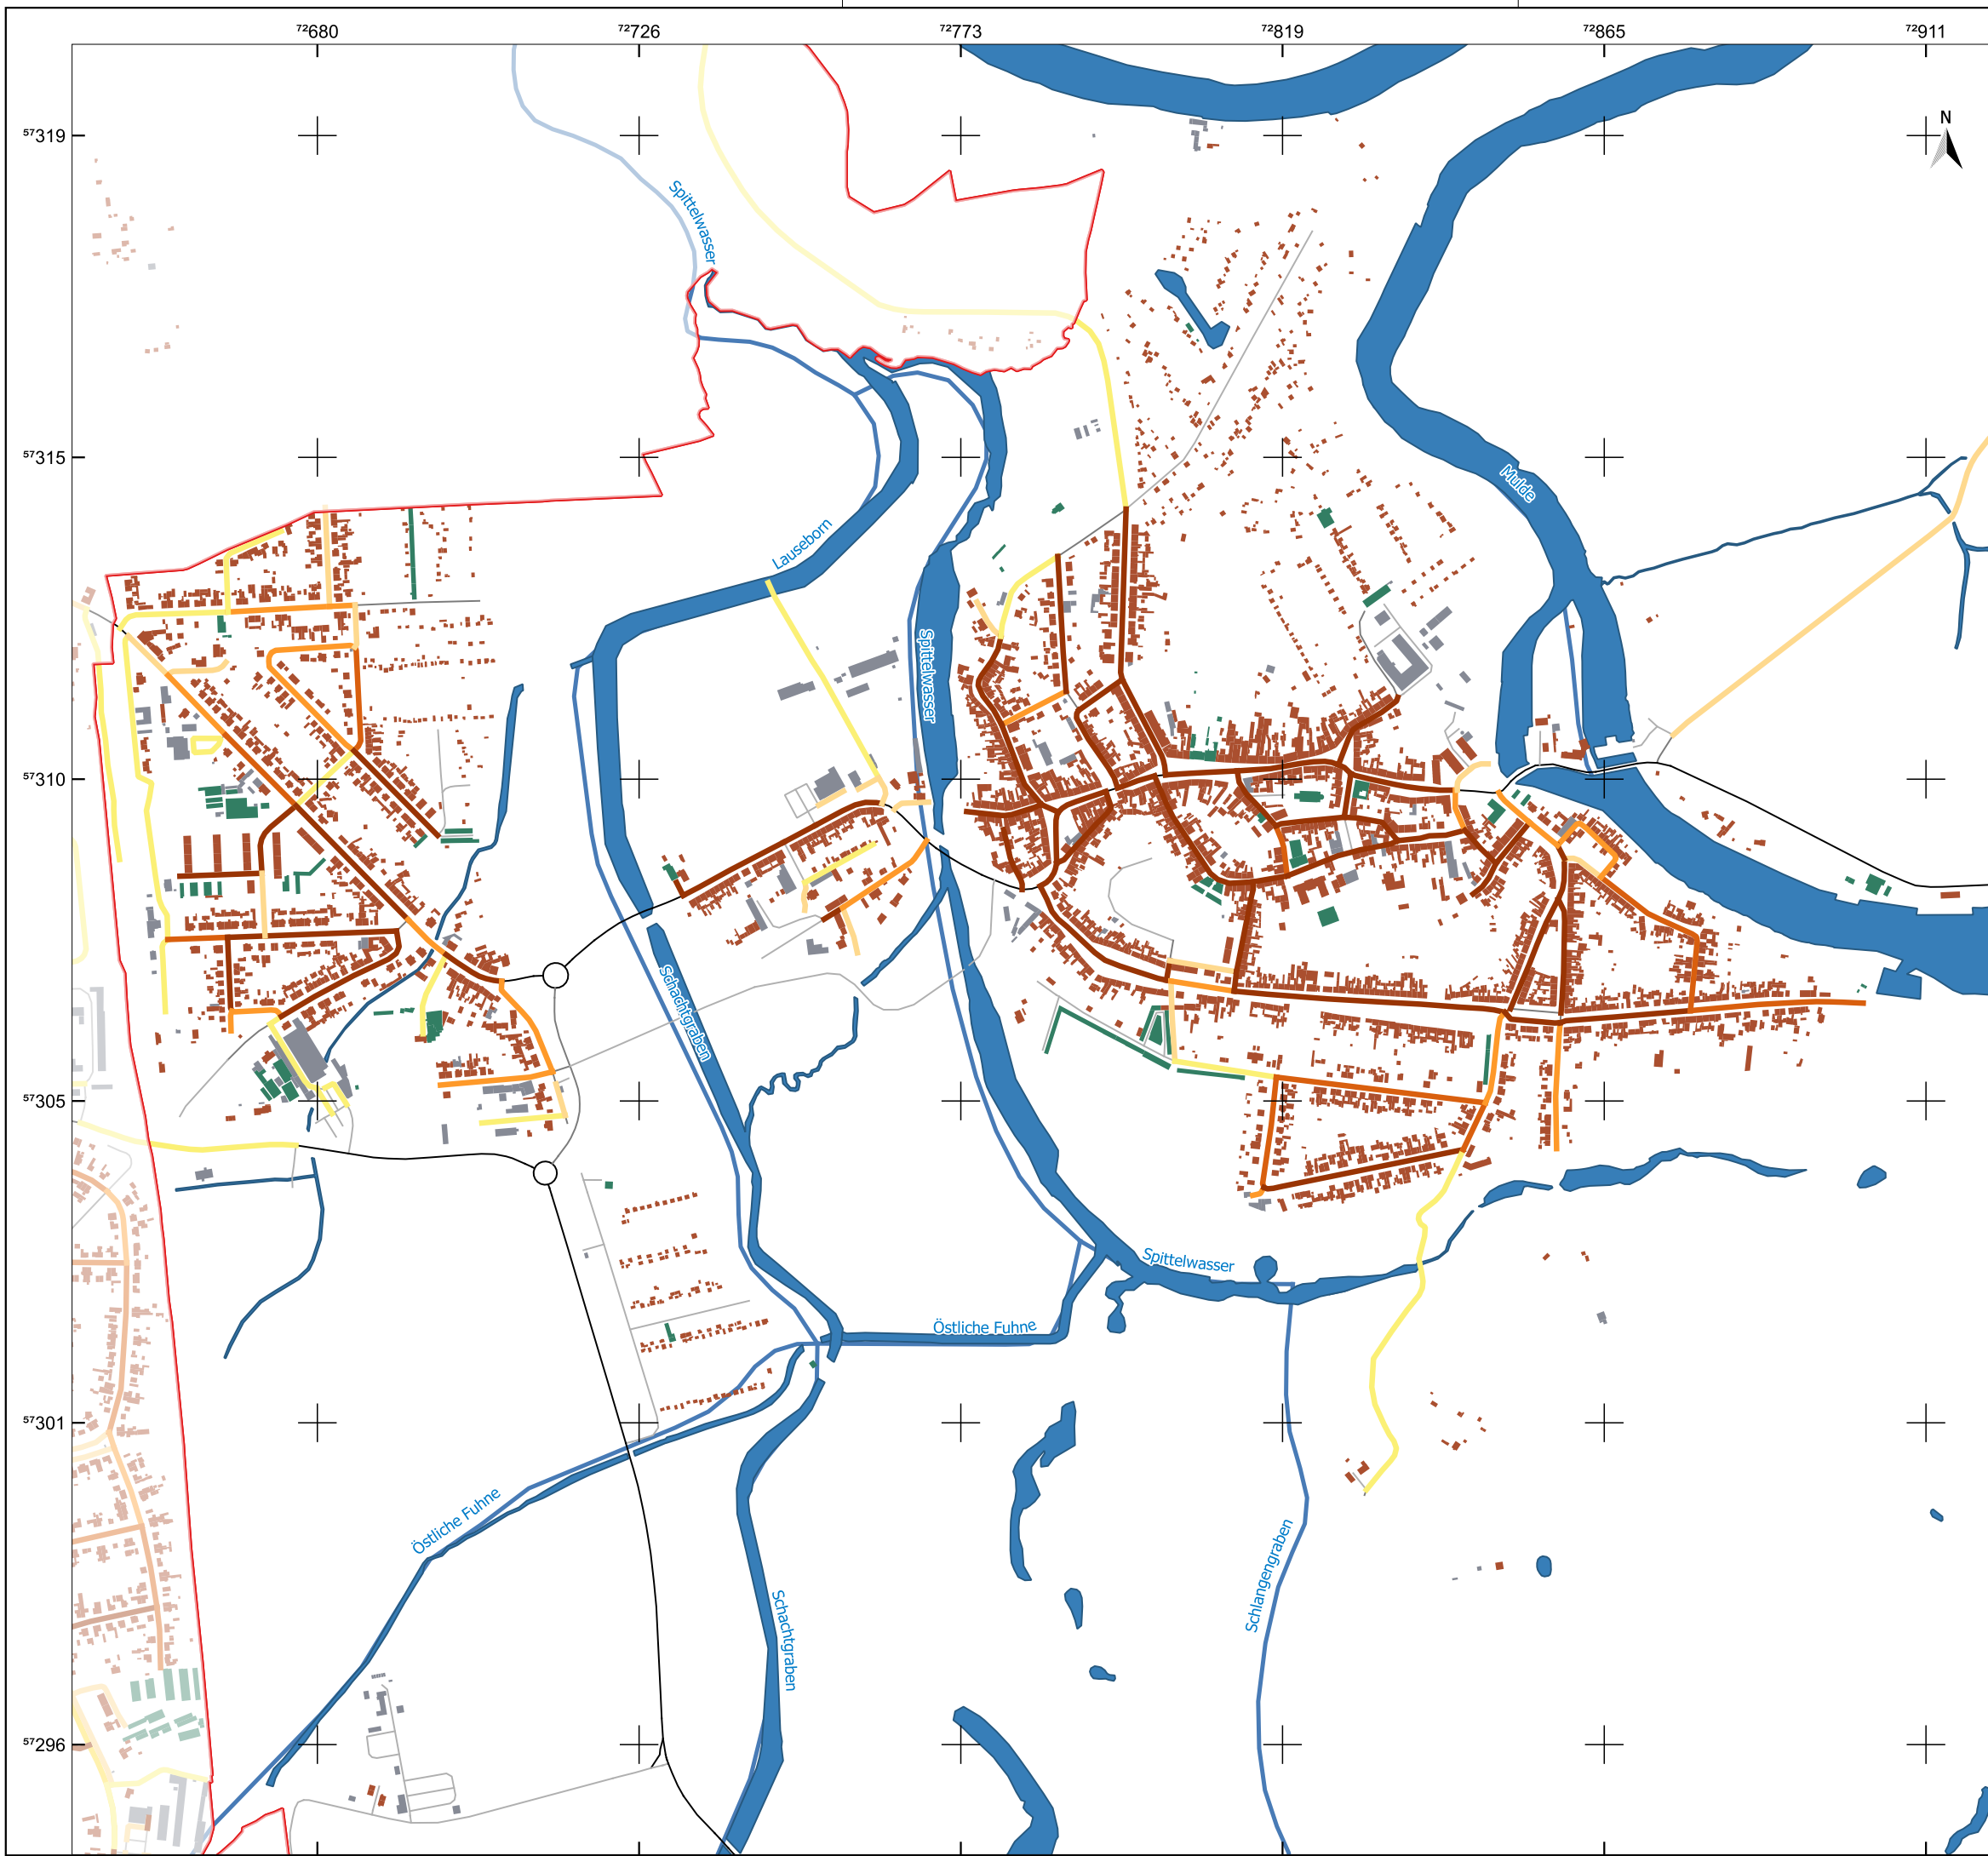 72680 72726 72773 72819 72865 72911
57319
N
Spittelwasser
57315
Mulde
Lauseborn
Spittelwasser
57310
Schachtgraben
57305
Spittelwasser
Östliche Fuhne
57301
Östliche Fuhne
Schlangengraben
Schachtgraben
57296